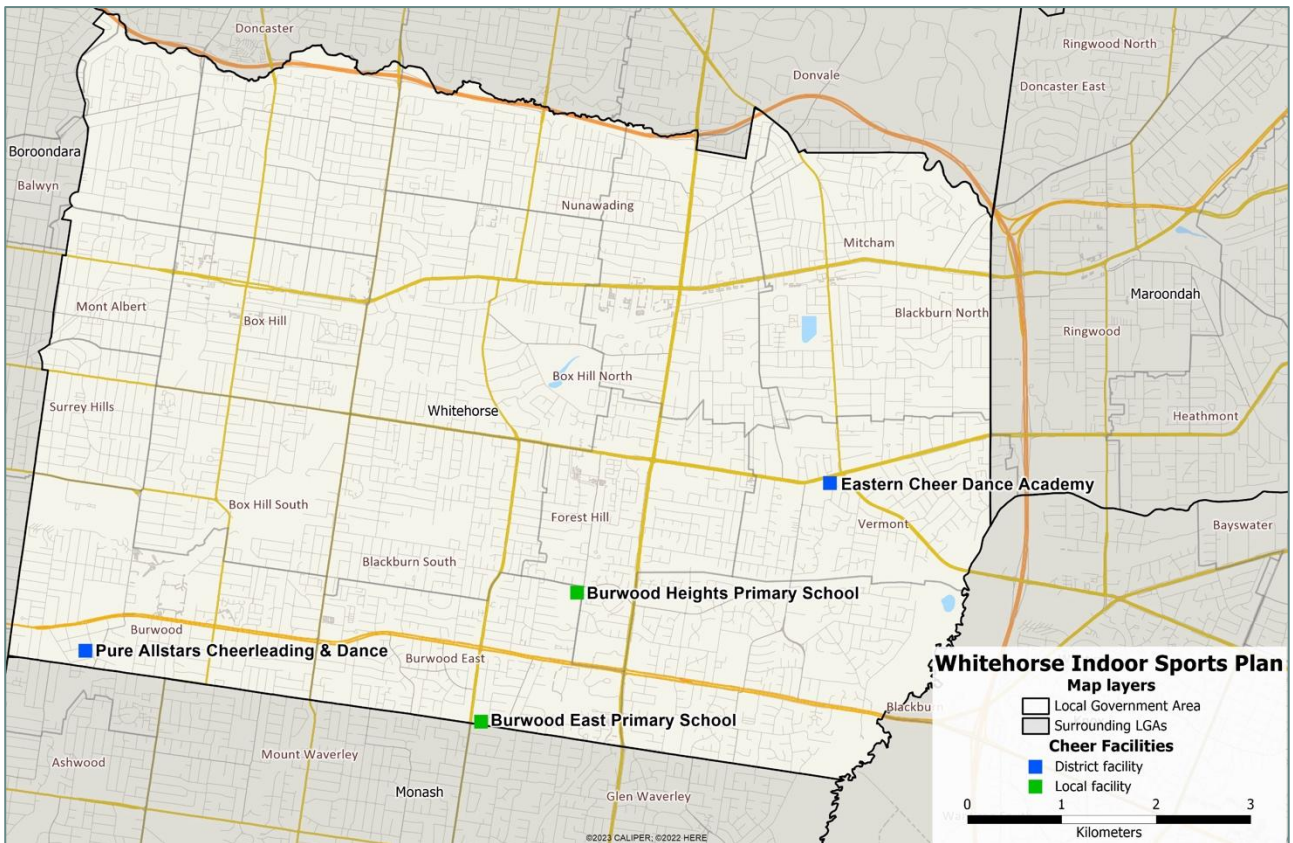 Doncaster
Ringwood North
Donvale
Doncaster East
Boroondara
Balwyn
Nunawading
Mitcham
Maroondah
Mont Albert
Box Hill
Blackburn North
Ringwood
Box Hill North
Surrey Hills
Whitehorse
Heathmont
Eastern Cheer Dance Academy
Box Hill South
Forest Hill
Vermont
Bayswater
Blackburn South
Burwood Heights Primary School
Burwood
Pure Allstars Cheerleading & Dance
Burwood East
Blackburn
Burwood East Primary School
Ashwood
Mount Waverley
Monash
Glen Waverley
Whitehorse Indoor Sports Plan
Map layers
Local Government Area
Surrounding LGAs
Cheer Facilities
District facility
Local facility
0 1 2 3
Kilometers
©2023 CALIPER; ©2022 HERE